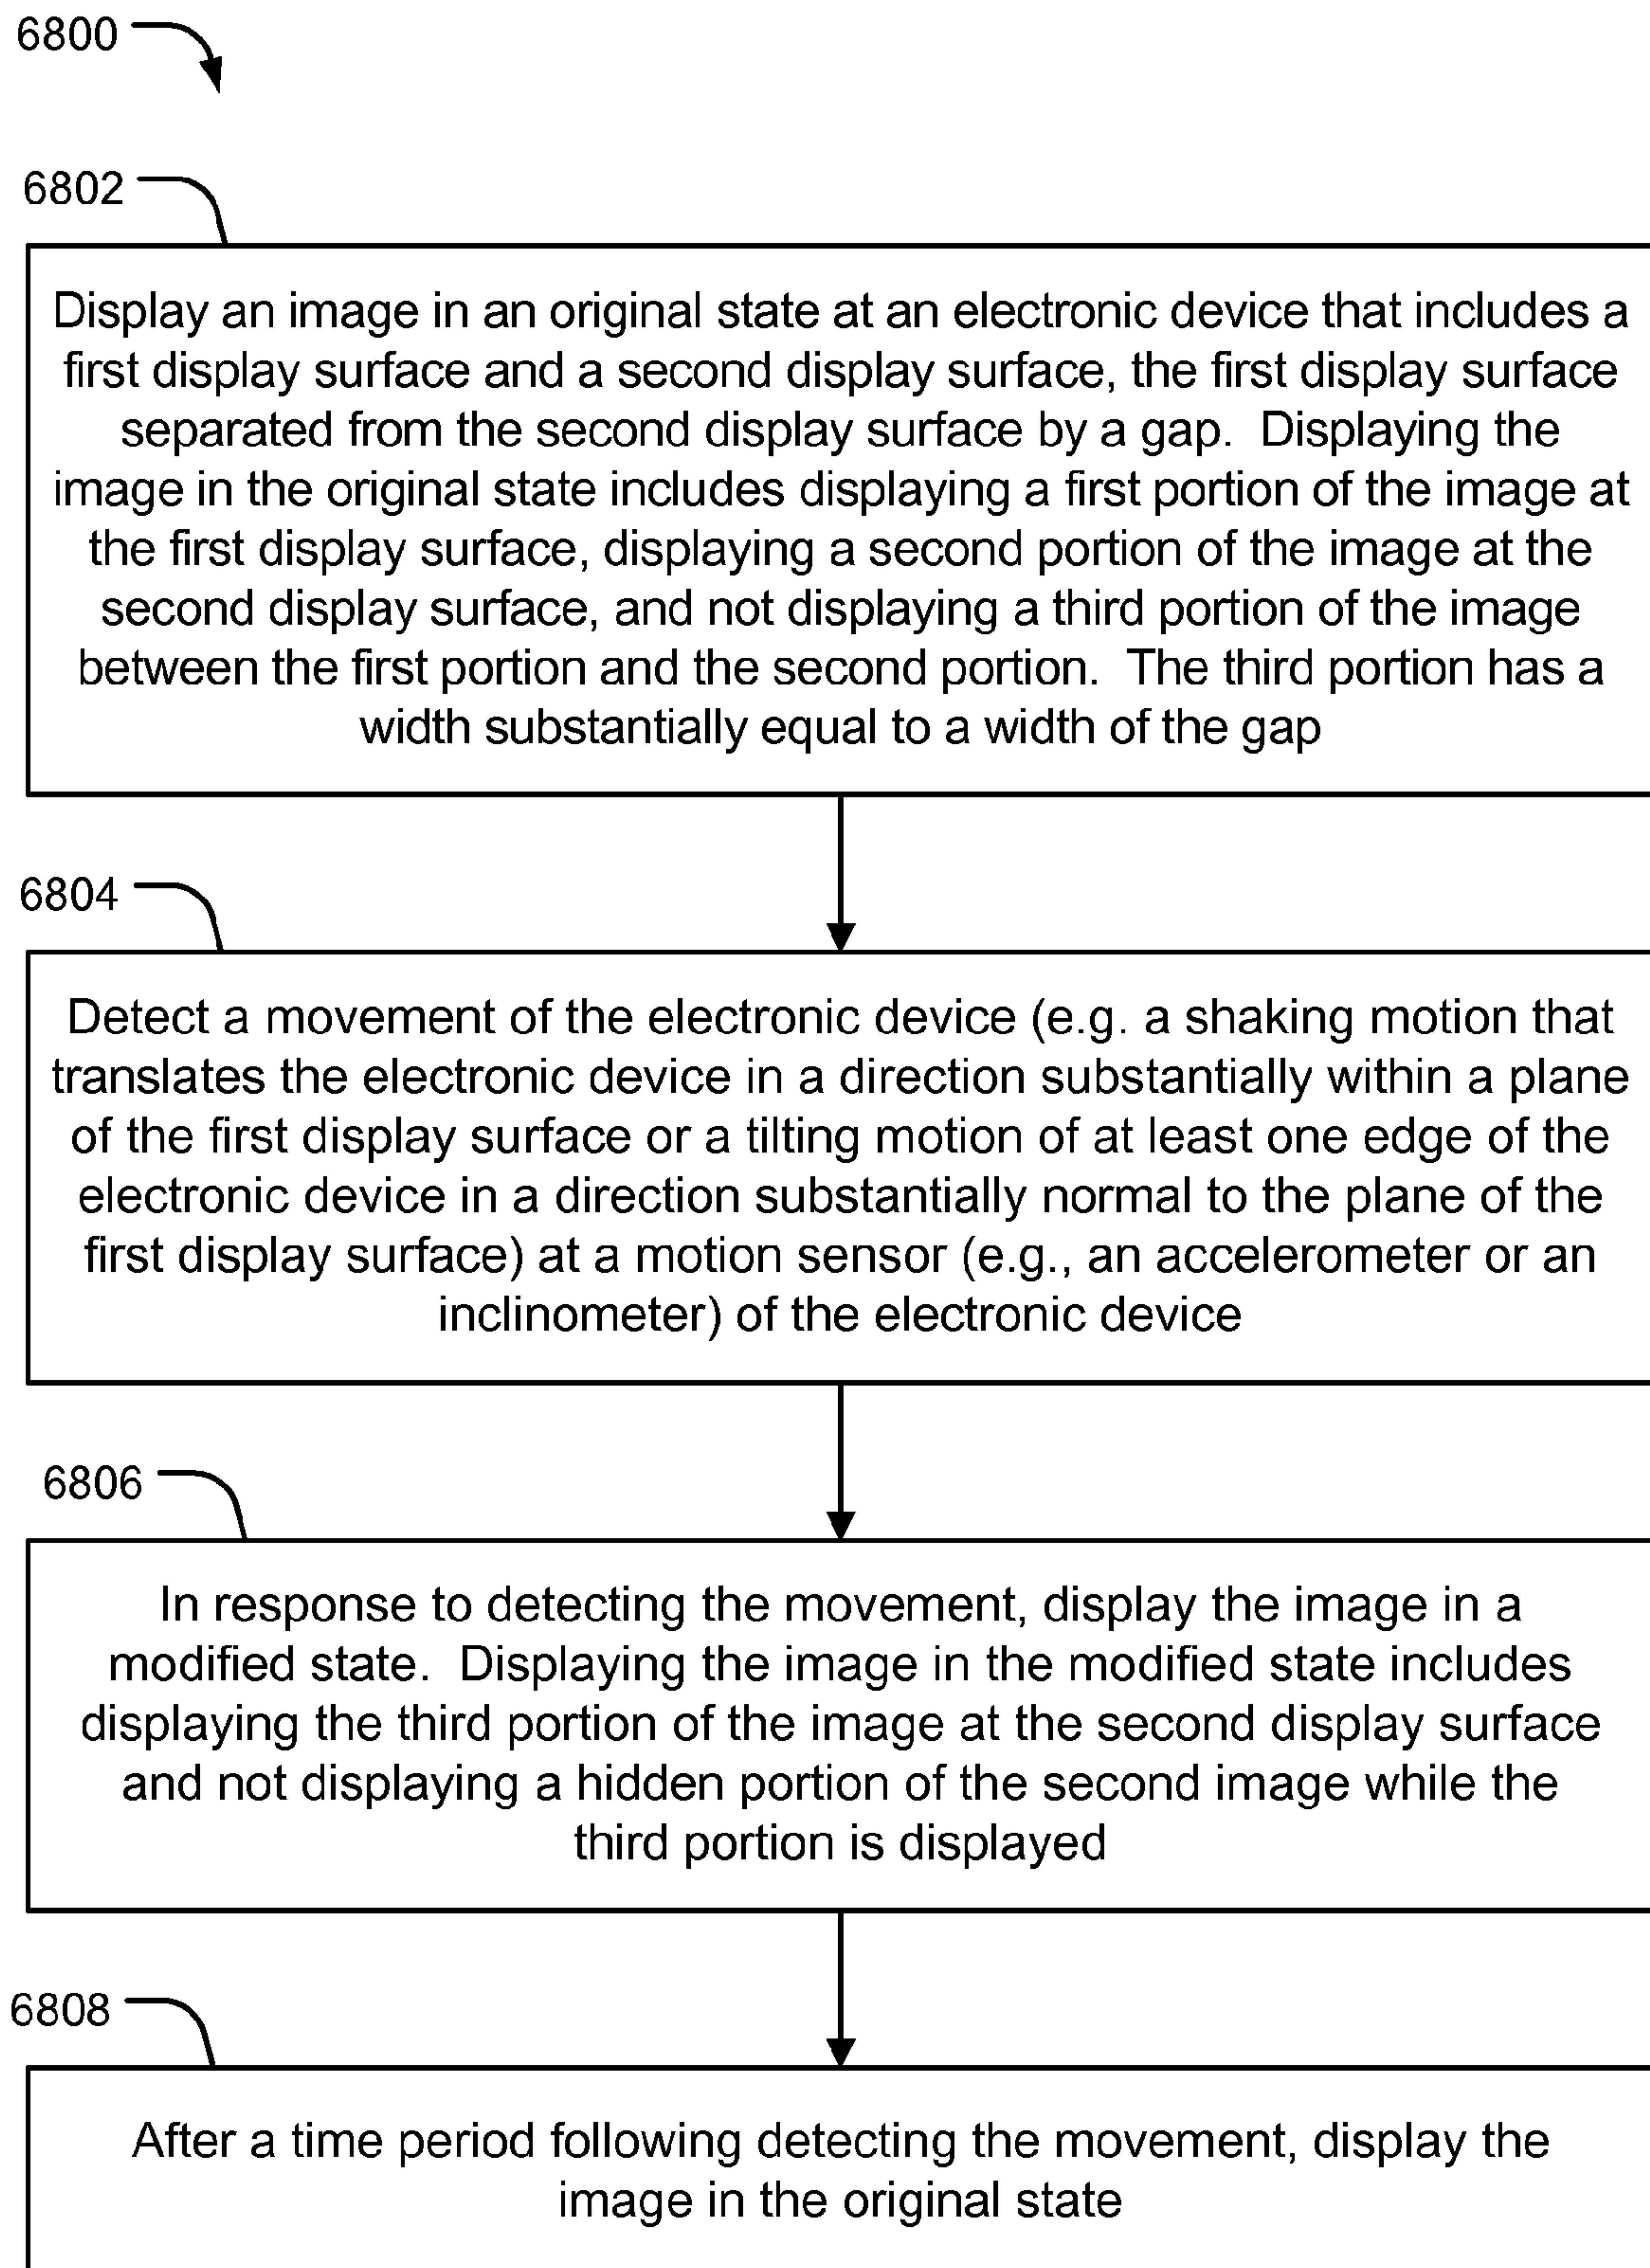 6800
6802
Display an image in an original state at an electronic device that includes a
first display surface and a second display surface, the first display surface
separated from the second display surface by a gap.  Displaying the
image in the original state includes displaying a first portion of the image at
the first display surface, displaying a second portion of the image at the
second display surface, and not displaying a third portion of the image
between the first portion and the second portion.  The third portion has a
width substantially equal to a width of the gap
6804
Detect a movement of the electronic device (e.g. a shaking motion that
translates the electronic device in a direction substantially within a plane
of the first display surface or a tilting motion of at least one edge of the
electronic device in a direction substantially normal to the plane of the
first display surface) at a motion sensor (e.g., an accelerometer or an
inclinometer) of the electronic device
6806
In response to detecting the movement, display the image in a
modified state.  Displaying the image in the modified state includes
displaying the third portion of the image at the second display surface
and not displaying a hidden portion of the second image while the
third portion is displayed
6808
After a time period following detecting the movement, display the
image in the original state